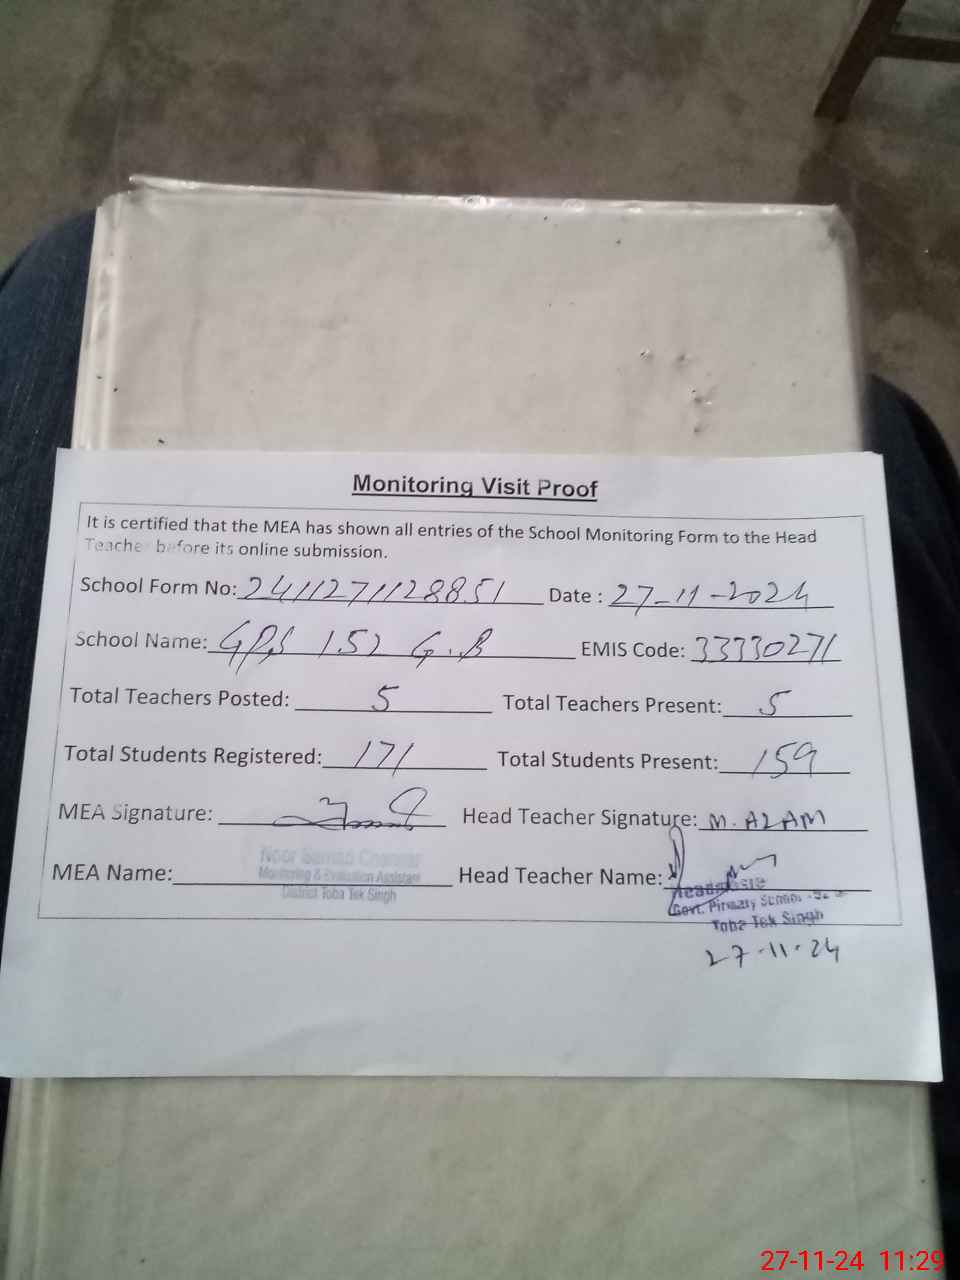 Monitoring Visit Proof
It is certified that the MEA has shown all entries of the School Monitoring Form to the Head
Teacher before its online submission.
School Form No: 2411271128851 Date : 27-11-2024
School Name: GPS 152 G.B EMIS Code: 33330271
Total Teachers Posted: 5 Total Teachers Present: 5
Total Students Registered: 171 Total Students Present: 159
MEA Signature: Head Teacher Signature: M. AZAM
MEA Name: Head Teacher Name:
Monitoring & Evaluation Assistant
District Toba Tek Singh
Govt. Primary School
Toba Tek Singh
27-11-24
27-11-24 11:29